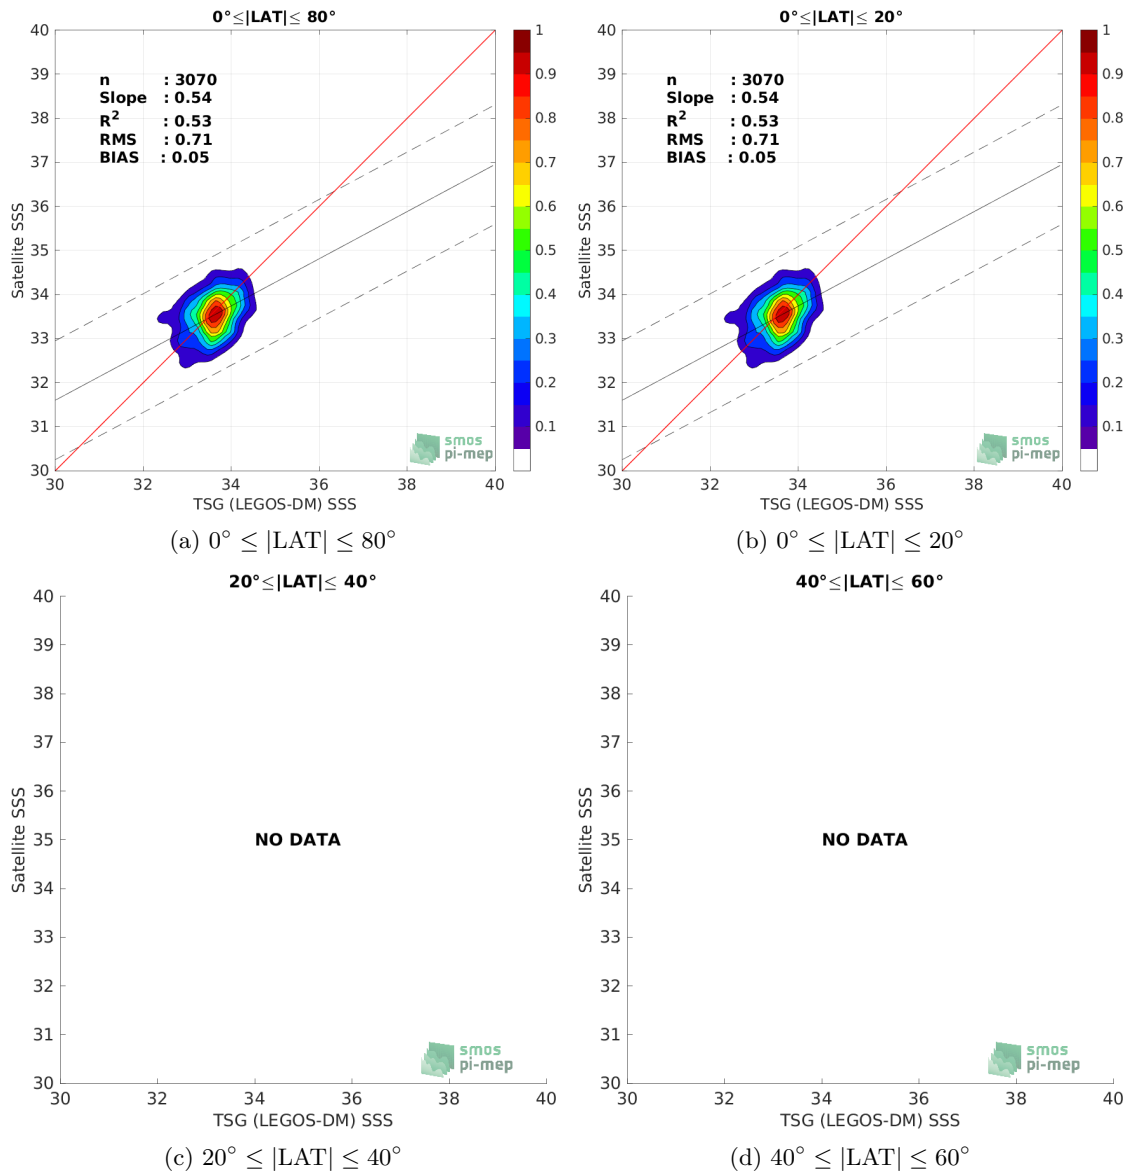 0°≤|LAT|≤ 80°
40
39
38
37
36
35
34
33
32
31
30
Satellite SSS
n : 3070
Slope : 0.54
R² : 0.53
RMS : 0.71
BIAS : 0.05
smos
pi-mep
30 32 34 36 38 40
TSG (LEGOS-DM) SSS
1
0.9
0.8
0.7
0.6
0.5
0.4
0.3
0.2
0.1
(a) 0° ≤ |LAT| ≤ 80°
0°≤|LAT|≤ 20°
40
39
38
37
36
35
34
33
32
31
30
Satellite SSS
n : 3070
Slope : 0.54
R² : 0.53
RMS : 0.71
BIAS : 0.05
smos
pi-mep
30 32 34 36 38 40
TSG (LEGOS-DM) SSS
1
0.9
0.8
0.7
0.6
0.5
0.4
0.3
0.2
0.1
(b) 0° ≤ |LAT| ≤ 20°
20°≤|LAT|≤ 40°
40
39
38
37
36
35
34
33
32
31
30
Satellite SSS
NO DATA
smos
pi-mep
30 32 34 36 38 40
TSG (LEGOS-DM) SSS
(c) 20° ≤ |LAT| ≤ 40°
40°≤|LAT|≤ 60°
40
39
38
37
36
35
34
33
32
31
30
Satellite SSS
NO DATA
smos
pi-mep
30 32 34 36 38 40
TSG (LEGOS-DM) SSS
(d) 40° ≤ |LAT| ≤ 60°